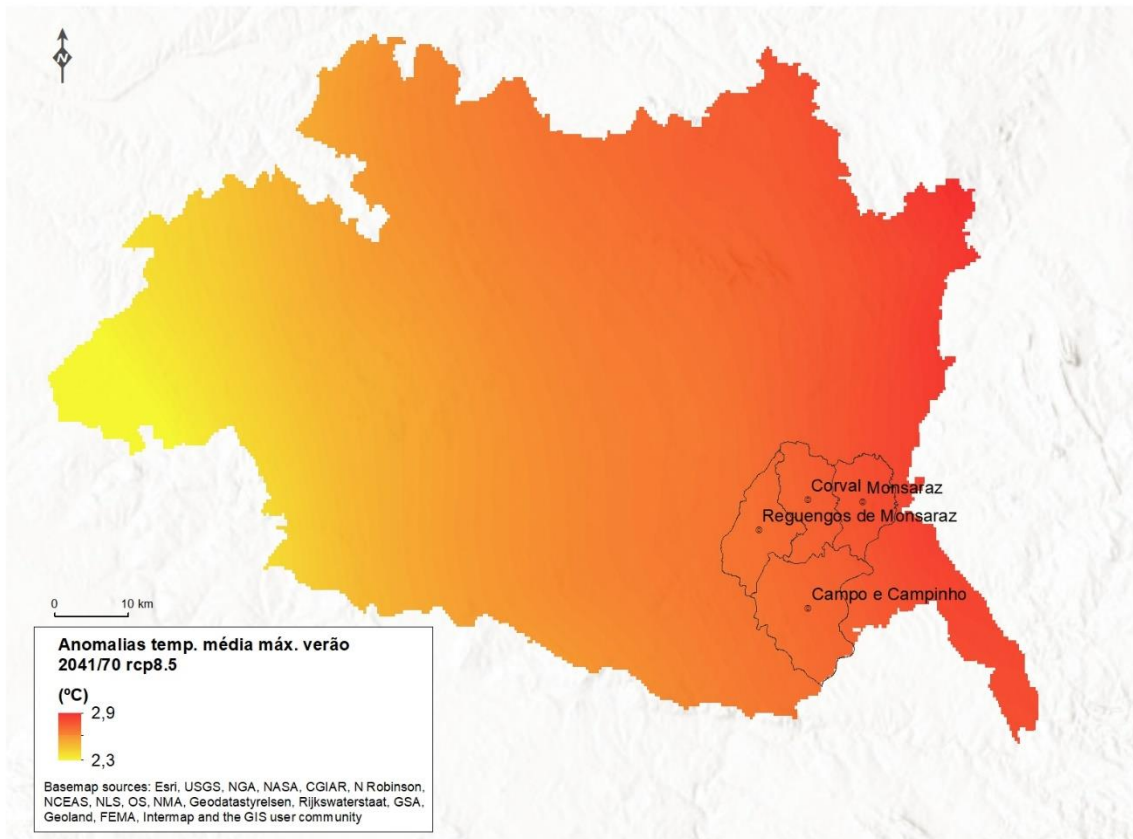 N
Corval
Monsaraz
Reguengos de Monsaraz
Campo e Campinho
0 10 km
Anomalias temp. média máx. verão
2041/70 rcp8.5
(ºC)
2,9
2,3
Basemap sources: Esri, USGS, NGA, NASA, CGIAR, N Robinson,
NCEAS, NLS, OS, NMA, Geodatastyrelsen, Rijkswaterstaat, GSA,
Geoland, FEMA, Intermap and the GIS user community